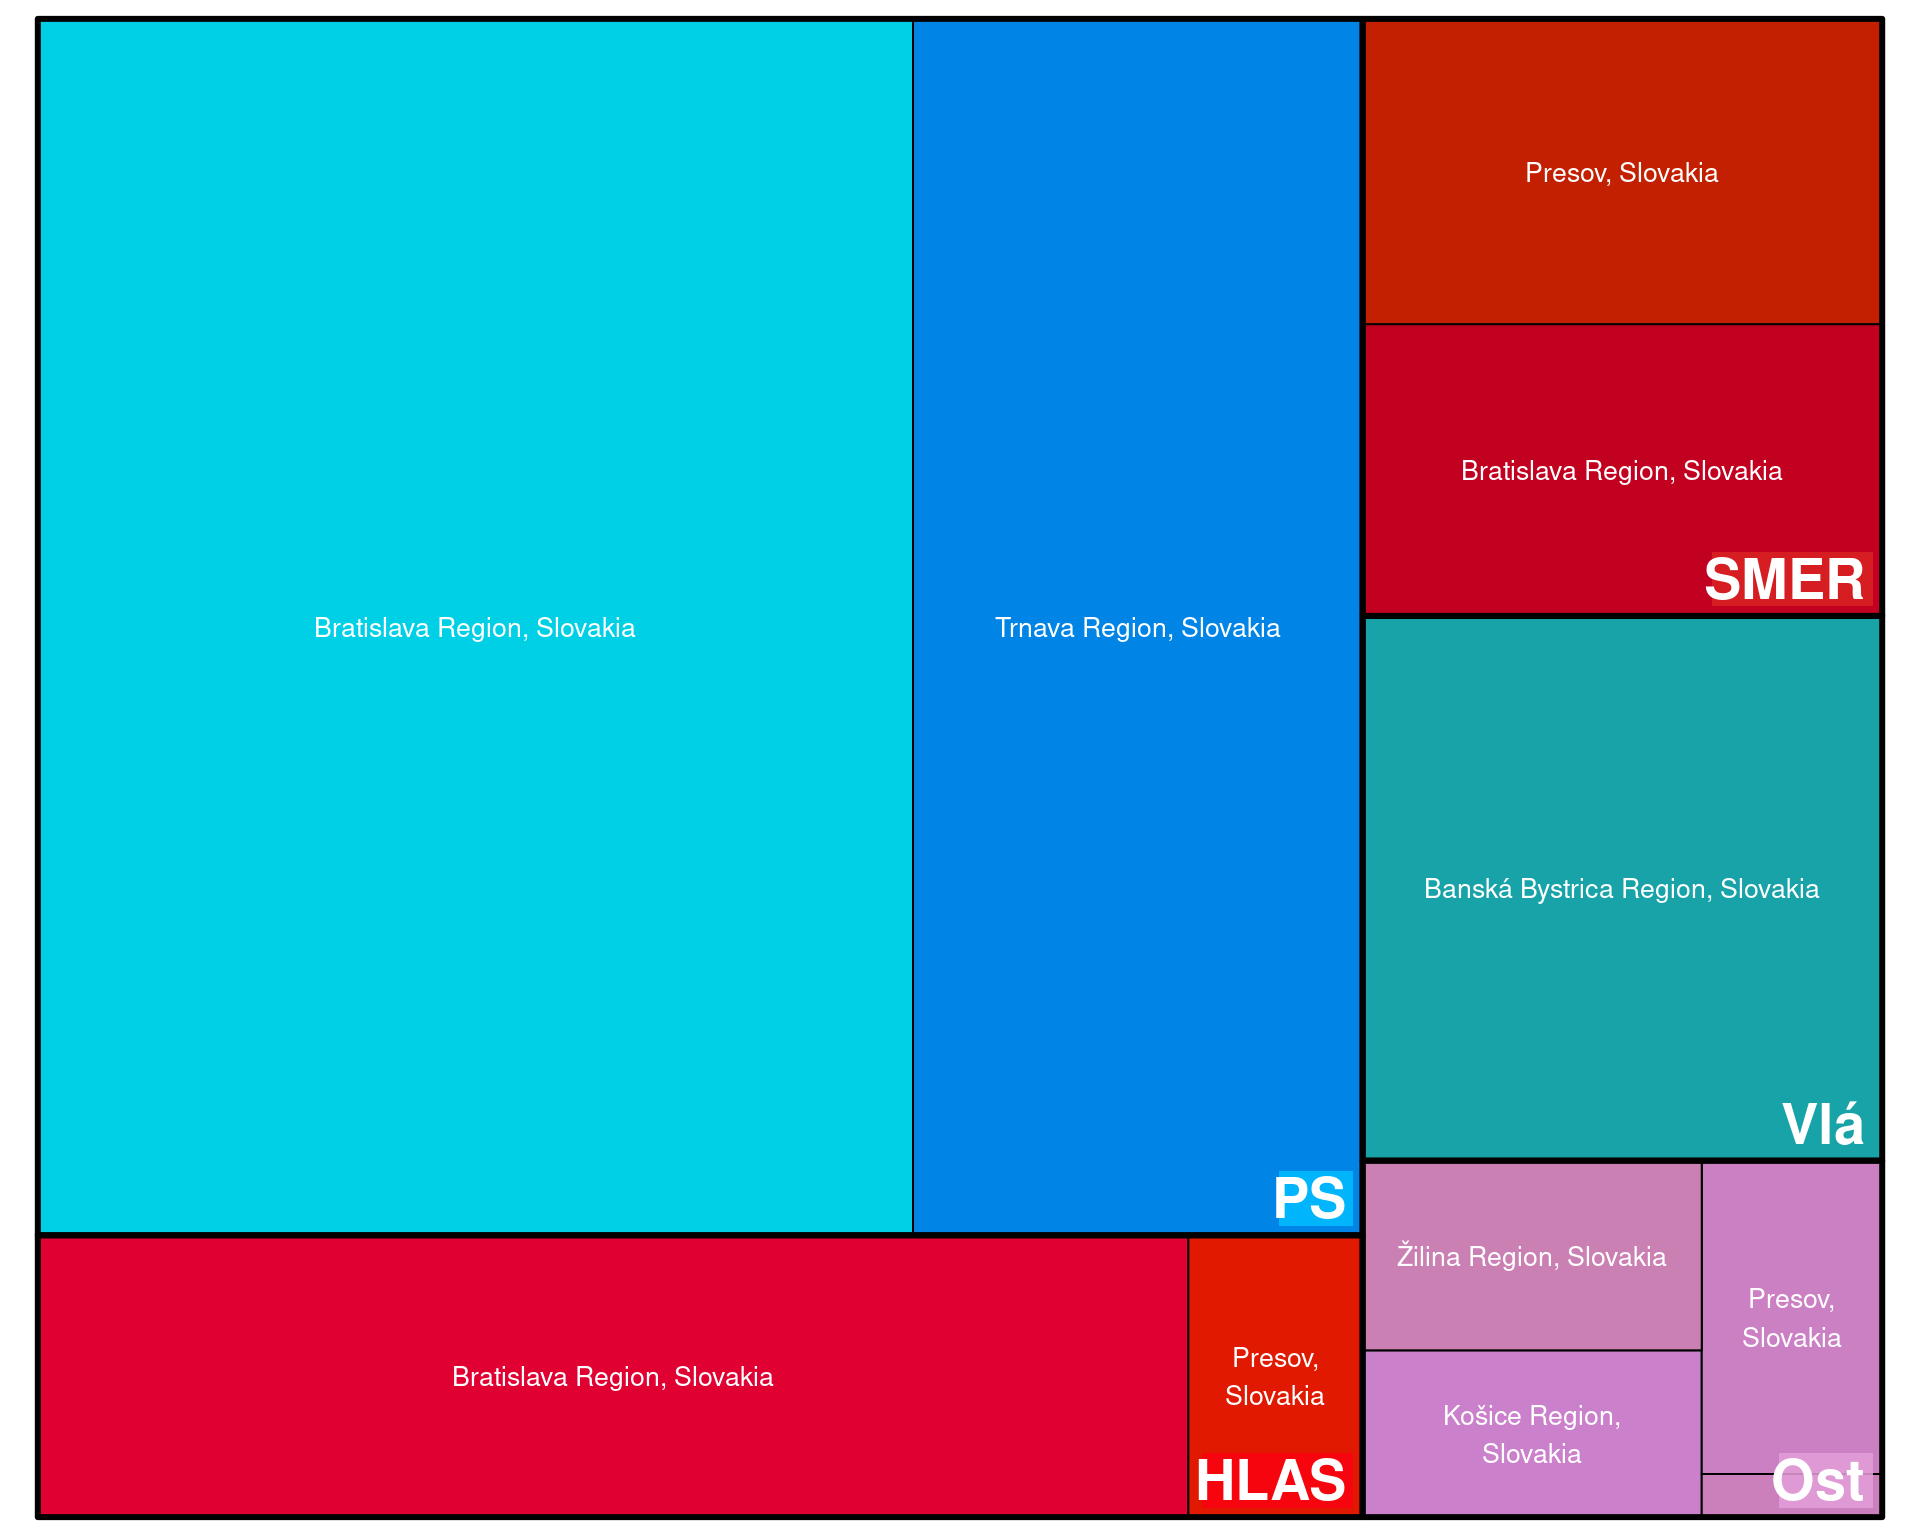 Bratislava Region, Slovakia
Trnava Region, Slovakia
PS
Bratislava Region, Slovakia
Presov,
Slovakia
HLAS
Presov, Slovakia
Bratislava Region, Slovakia
SMER
Banská Bystrica Region, Slovakia
Vlá
Žilina Region, Slovakia
Košice Region,
Slovakia
Presov,
Slovakia
Ost